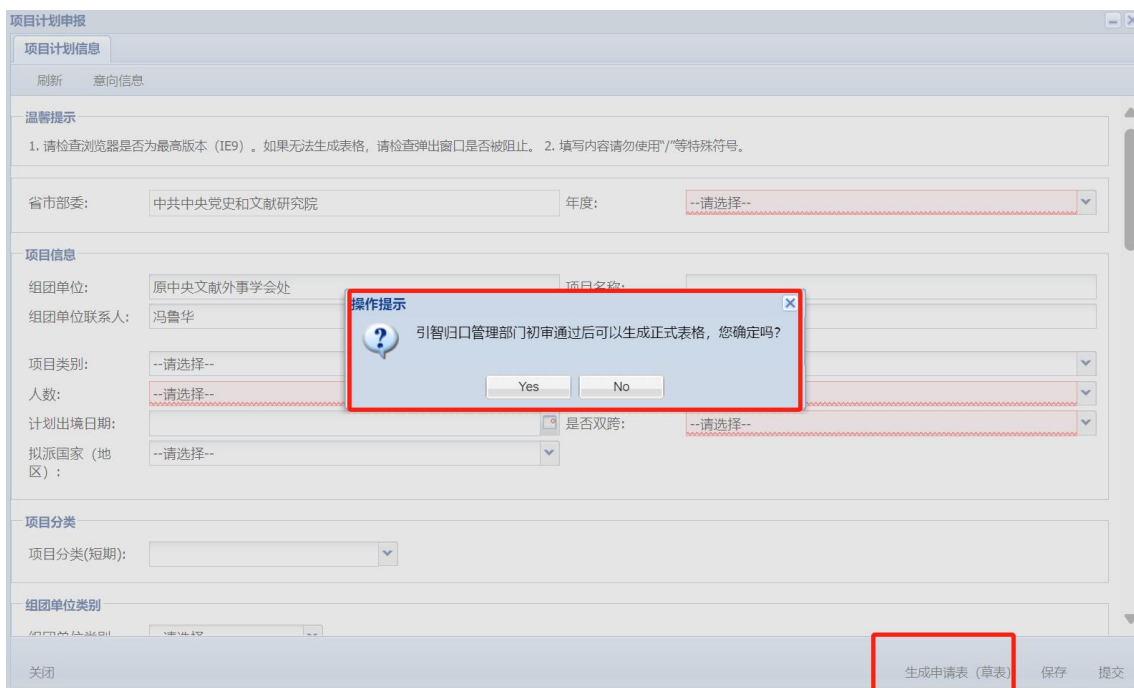 项目计划申报
项目计划信息
刷新 意向信息
温馨提示
1. 请检查浏览器是否为最高版本（IE9）。如果无法生成表格，请检查弹出窗口是否被阻止。 2. 填写内容请勿使用“/”等特殊符号。
省市部委: 中共中央党史和文献研究院 年度: --请选择--
项目信息
组团单位: 原中央文献外事学会处 项目名称:
组团单位联系人: 冯鲁华
操作提示
引智归口管理部门初审通过后可以生成正式表格，您确定吗?
Yes No
项目类别: --请选择--
人数: --请选择--
计划出境日期: 是否双跨: --请选择--
拟派国家（地
区）: --请选择--
项目分类
项目分类(短期):
组团单位类别
组团单位类别 --请选择--
关闭 生成申请表（草表） 保存 提交